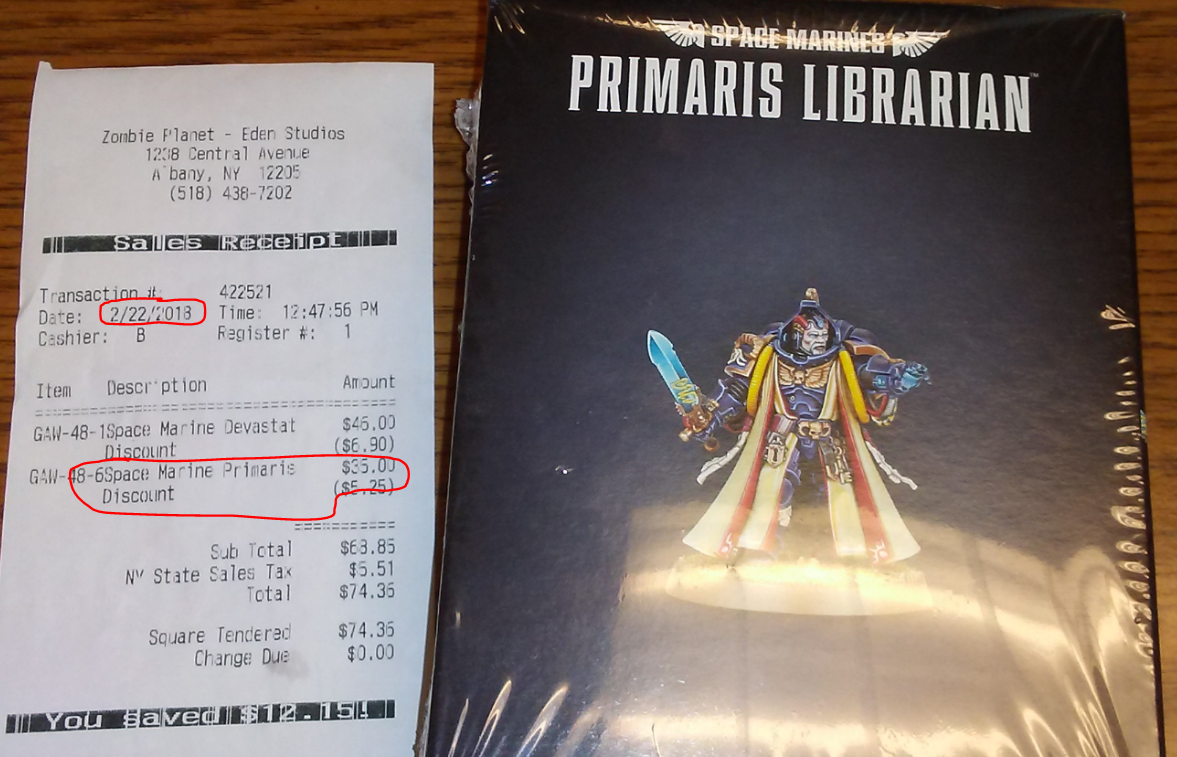 Zombie Planet - Eden Studios
1238 Central Avenue
Albany, NY 12205
(518) 438-7202
Sales Receipt
Transaction #: 422521
Date: 2/22/2018 Time: 12:47:56 PM
Cashier: B Register #: 1
Item Description Amount
GAW-48-1Space Marine Devastat $46.00
Discount ($6.90)
GAW-48-6Space Marine Primaris $35.00
Discount ($5.25)
Sub Total $68.85
NY State Sales Tax $5.51
Total $74.36
Square Tendered $74.36
Change Due $0.00
You saved $12.15!
SPACE MARINES
PRIMARIS LIBRARIAN™